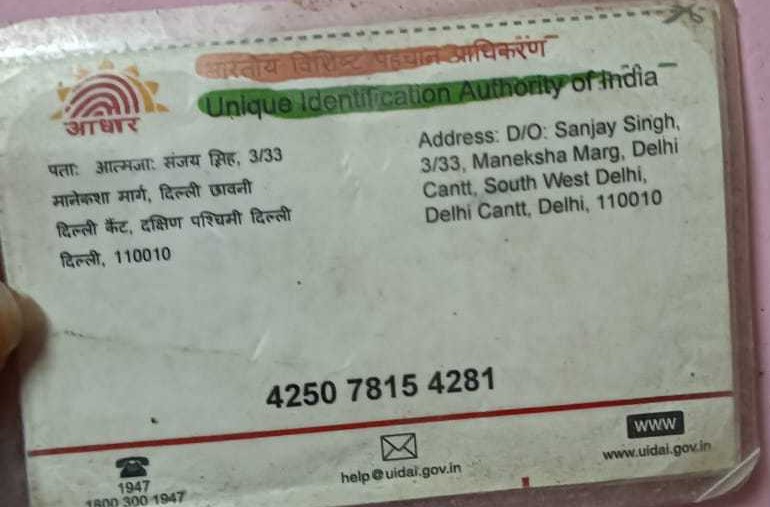 भारतीय विशिष्ट पहचान आधिकरण
Unique Identification Authority of India
आधार
पताः आत्मजाः संजय सिंह, 3/33
मानेकशा मार्ग, दिल्ली छावनी
दिल्ली कैंट, दक्षिण पश्चिमी दिल्ली
दिल्ली, 110010
Address: D/O: Sanjay Singh,
3/33, Maneksha Marg, Delhi
Cantt, South West Delhi,
Delhi Cantt, Delhi, 110010
4250 7815 4281
1947
1800 300 1947
help@uidai.gov.in
www
www.uidai.gov.in